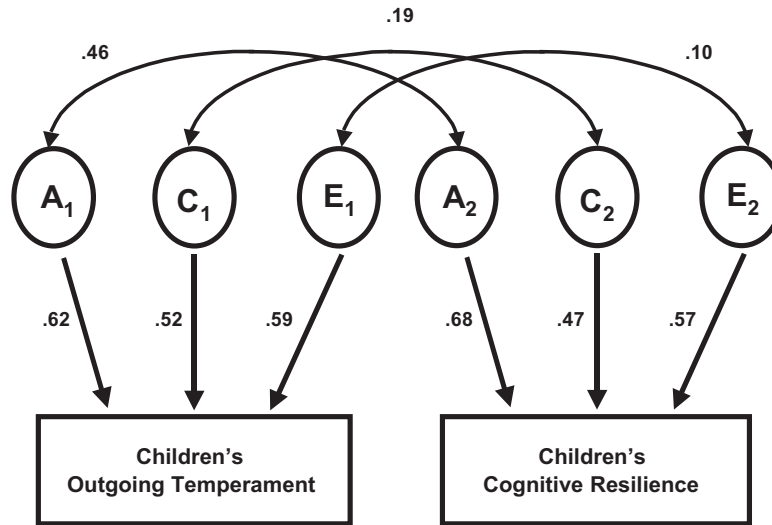 .19
.46
.10
A1
C1
E1
A2
C2
E2
.62
.52
.59
.68
.47
.57
Children's
Outgoing Temperament
Children's
Cognitive Resilience